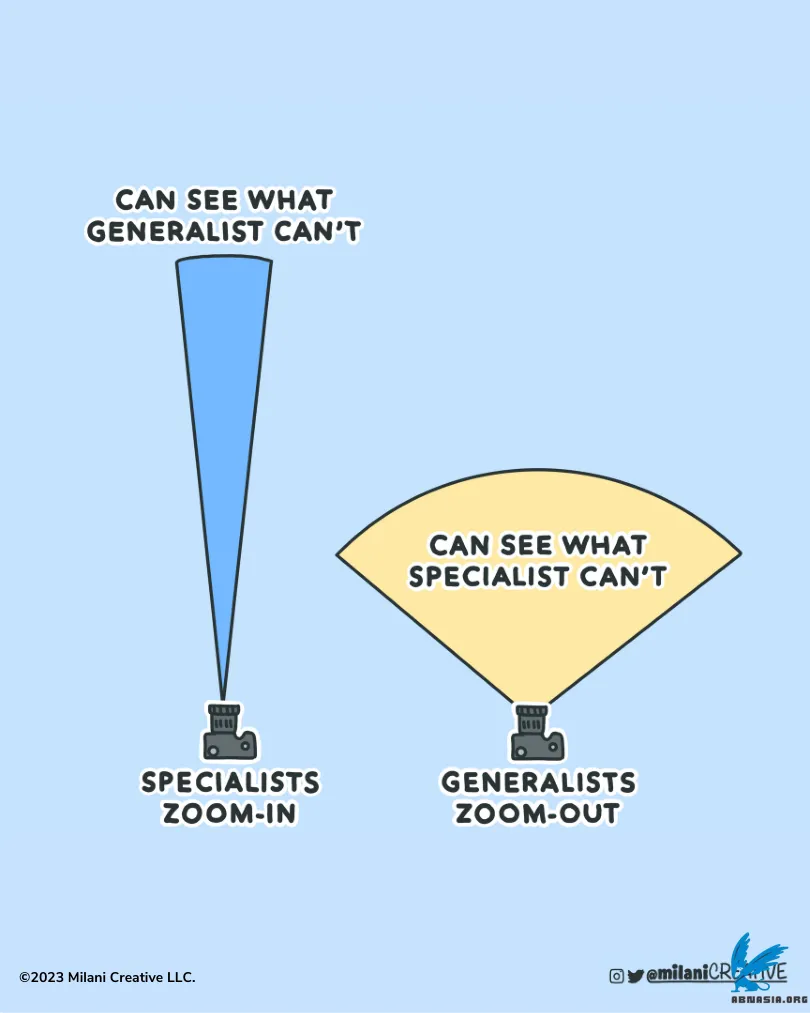 CAN SEE WHAT
GENERALIST CAN'T
CAN SEE WHAT
SPECIALIST CAN'T
SPECIALISTS
ZOOM-IN
GENERALISTS
ZOOM-OUT
©2023 Milani Creative LLC.
@milaniCREATIVE
ABNASIA.ORG